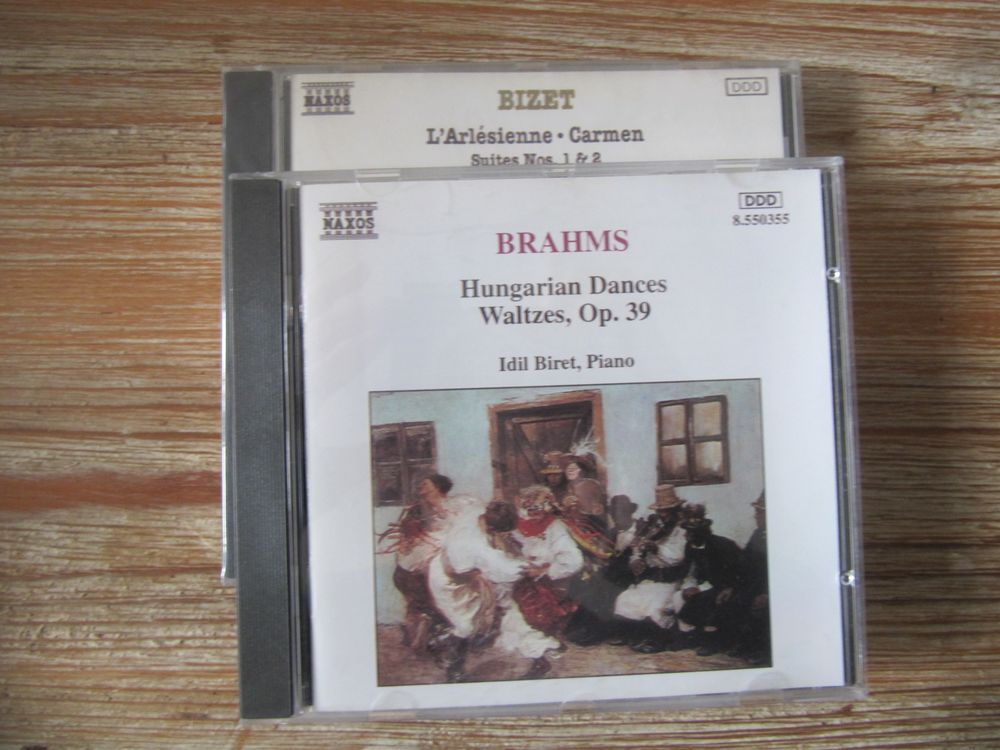 NAXOS
BIZET
DDD
L'Arlésienne • Carmen
Suites Nos. 1 & 2
NAXOS
DDD
8.550355
BRAHMS
Hungarian Dances
Waltzes, Op. 39
Idil Biret, Piano